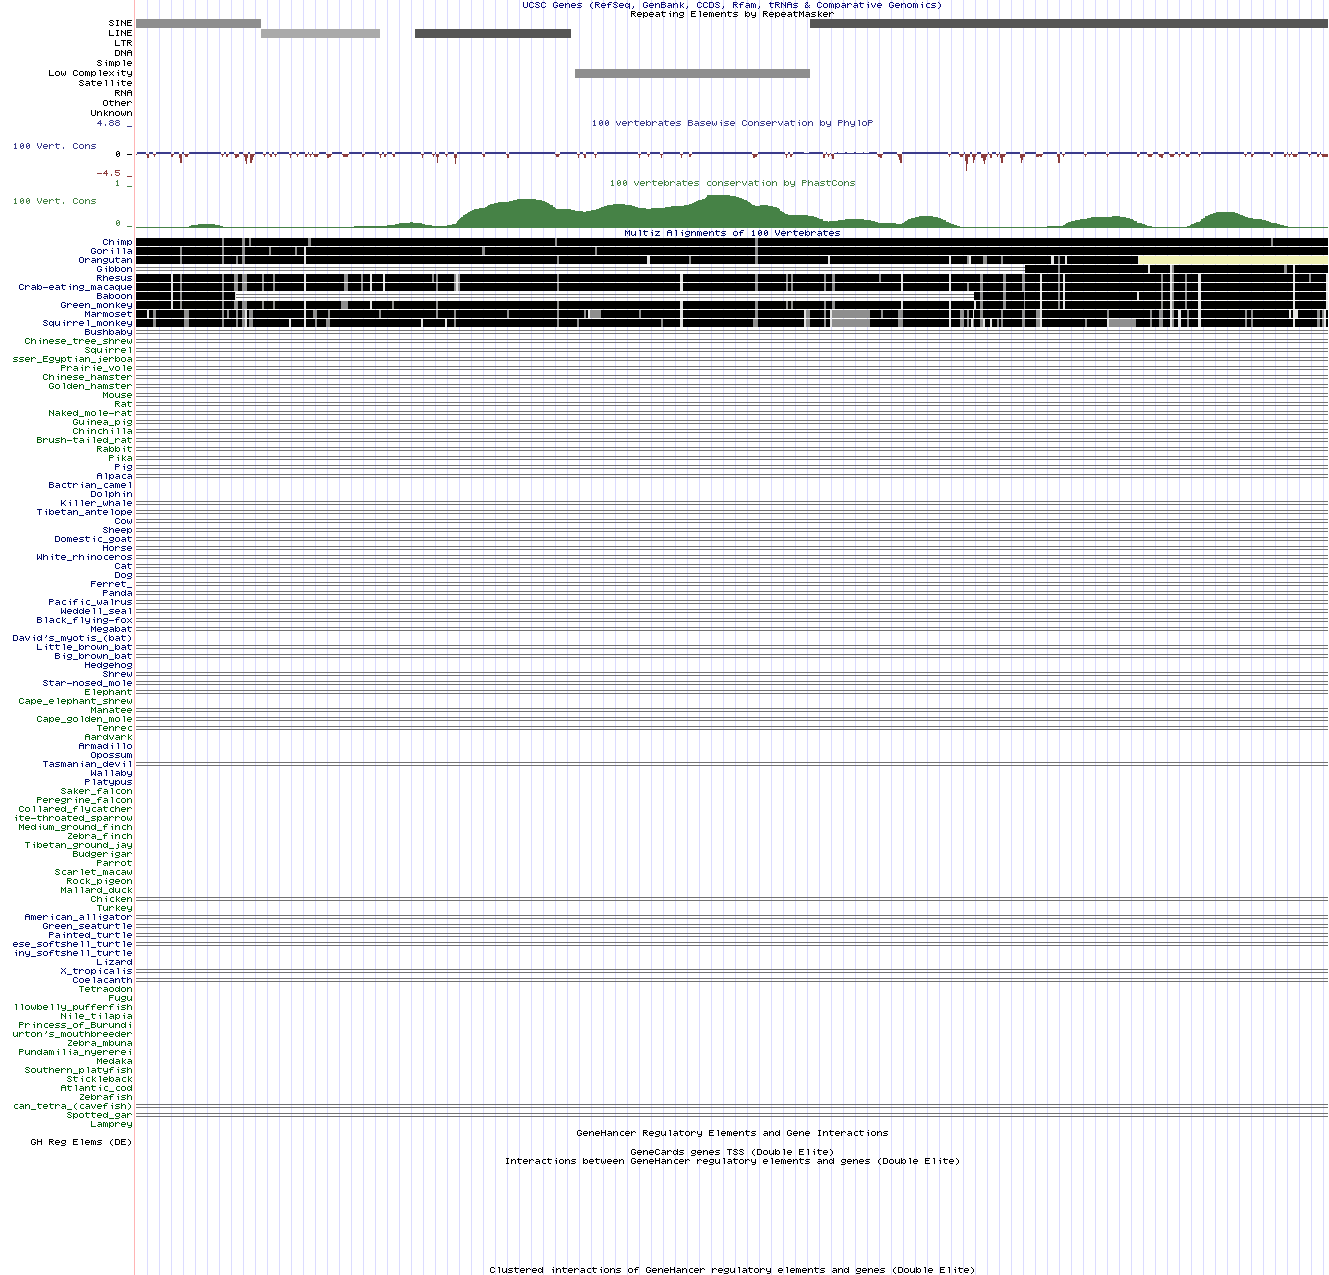 UCSC Genes (RefSeq, GenBank, CCDS, Rfam, tRNAs & Comparative Genomics)
Repeating Elements by RepeatMasker
SINE
LINE
LTR
DNA
Simple
Low Complexity
Satellite
RNA
Other
Unknown
4.88 _
100 vertebrates Basewise Conservation by PhyloP
100 Vert. Cons
0 -
-4.5 _
1 _
100 vertebrates conservation by PhastCons
100 Vert. Cons
0 _
Multiz Alignments of 100 Vertebrates
Chimp
Gorilla
Orangutan
Gibbon
Rhesus
Crab-eating_macaque
Baboon
Green_monkey
Marmoset
Squirrel_monkey
Bushbaby
Chinese_tree_shrew
Squirrel
sser_Egyptian_jerboa
Prairie_vole
Chinese_hamster
Golden_hamster
Mouse
Rat
Naked_mole-rat
Guinea_pig
Chinchilla
Brush-tailed_rat
Rabbit
Pika
Pig
Alpaca
Bactrian_camel
Dolphin
Killer_whale
Tibetan_antelope
Cow
Sheep
Domestic_goat
Horse
White_rhinoceros
Cat
Dog
Ferret_
Panda
Pacific_walrus
Weddell_seal
Black_flying-fox
Megabat
David's_myotis_(bat)
Little_brown_bat
Big_brown_bat
Hedgehog
Shrew
Star-nosed_mole
Elephant
Cape_elephant_shrew
Manatee
Cape_golden_mole
Tenrec
Aardvark
Armadillo
Opossum
Tasmanian_devil
Wallaby
Platypus
Saker_falcon
Peregrine_falcon
Collared_flycatcher
ite-throated_sparrow
Medium_ground_finch
Zebra_finch
Tibetan_ground_jay
Budgerigar
Parrot
Scarlet_macaw
Rock_pigeon
Mallard_duck
Chicken
Turkey
American_alligator
Green_seaturtle
Painted_turtle
ese_softshell_turtle
iny_softshell_turtle
Lizard
X_tropicalis
Coelacanth
Tetraodon
Fugu
llowbelly_pufferfish
Nile_tilapia
Princess_of_Burundi
urton's_mouthbreeder
Zebra_mbuna
Pundamilia_nyererei
Medaka
Southern_platyfish
Stickleback
Atlantic_cod
Zebrafish
can_tetra_(cavefish)
Spotted_gar
Lamprey
GeneHancer Regulatory Elements and Gene Interactions
GH Reg Elems (DE)
GeneCards genes TSS (Double Elite)
Interactions between GeneHancer regulatory elements and genes (Double Elite)
Clustered interactions of GeneHancer regulatory elements and genes (Double Elite)